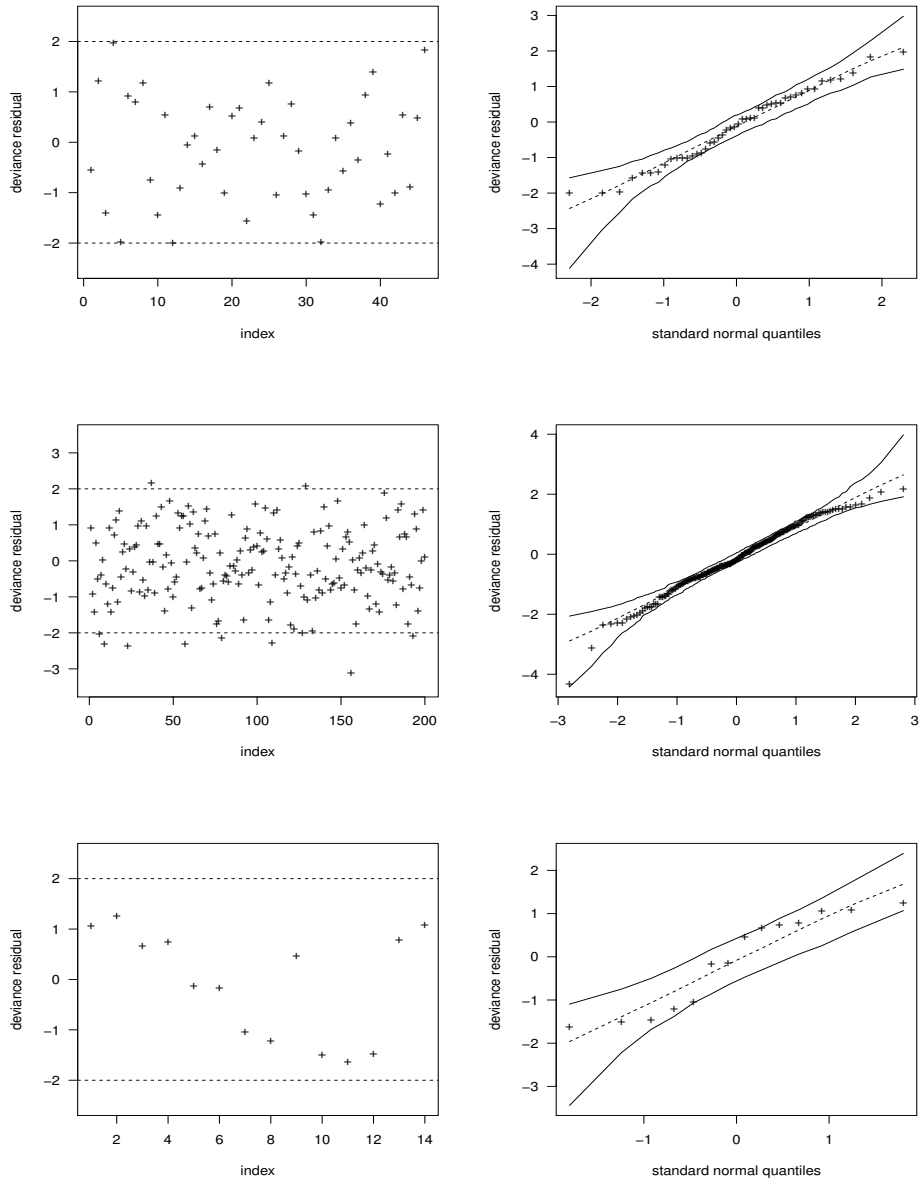 2
1
0
−1
−2
deviance residual
0 10 20 30 40
index
3
2
1
0
−1
−2
−3
−4
deviance residual
−2 −1 0 1 2
standard normal quantiles
3
2
1
0
−1
−2
−3
deviance residual
0 50 100 150 200
index
4
2
0
−2
−4
deviance residual
−3 −2 −1 0 1 2 3
standard normal quantiles
2
1
0
−1
−2
deviance residual
2 4 6 8 10 12 14
index
2
1
0
−1
−2
−3
deviance residual
−1 0 1
standard normal quantiles